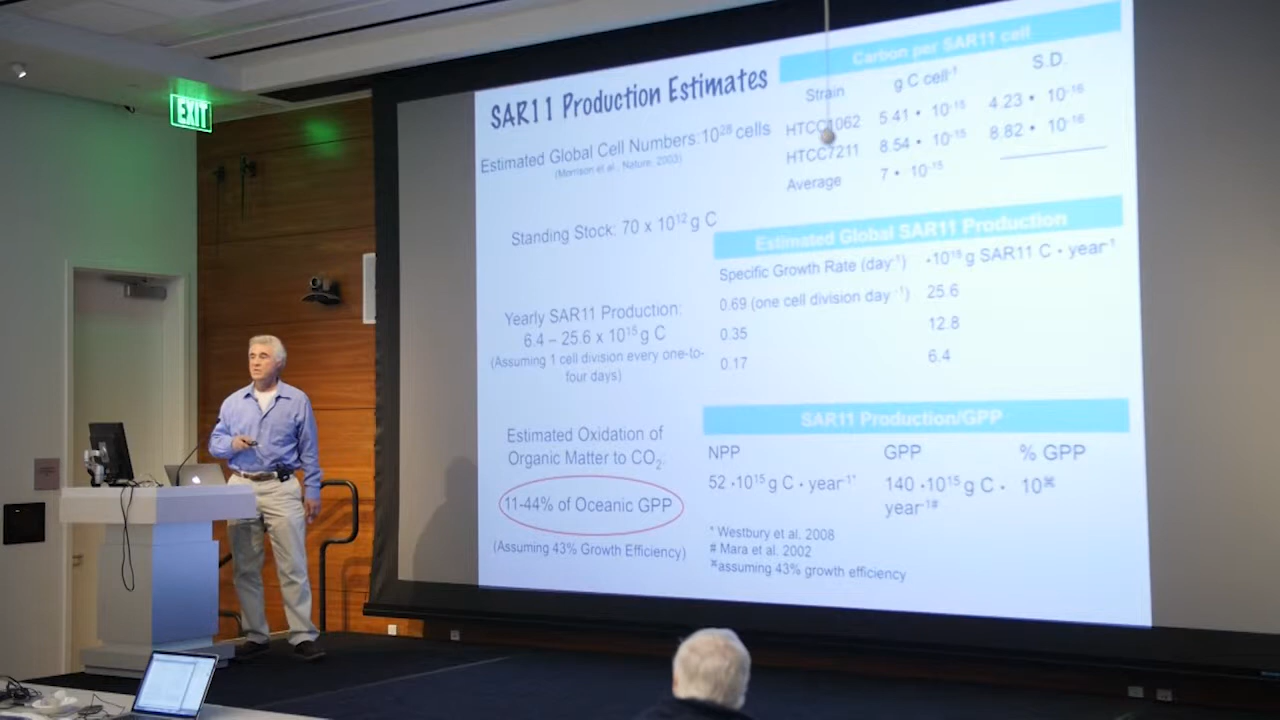 EXIT
SAR11 Production Estimates
Estimated Global Cell Numbers:10²⁸ cells
(Morrison et al., Nature, 2003)
Standing Stock: 70 x 10¹² g C
Yearly SAR11 Production:
6.4 – 25.6 x 10¹⁵ g C
(Assuming 1 cell division every one-to-
four days)
Estimated Oxidation of
Organic Matter to CO₂.
11-44% of Oceanic GPP
(Assuming 43% Growth Efficiency)
Carbon per SAR11 cell
Strain g C cell⁻¹ S.D.
HTCC1062 5.41 • 10⁻¹⁵ 4.23 • 10⁻¹⁶
HTCC7211 8.54 • 10⁻¹⁵ 8.82 • 10⁻¹⁶
Average 7 • 10⁻¹⁵
Estimated Global SAR11 Production
Specific Growth Rate (day⁻¹) •10¹⁵ g SAR11 C • year⁻¹
0.69 (one cell division day⁻¹) 25.6
0.35 12.8
0.17 6.4
SAR11 Production/GPP
NPP GPP % GPP
52 •10¹⁵ g C • year⁻¹* 140 •10¹⁵ g C • 10⁕
year⁻¹#
* Westbury et al. 2008
# Mara et al. 2002
⁕assuming 43% growth efficiency